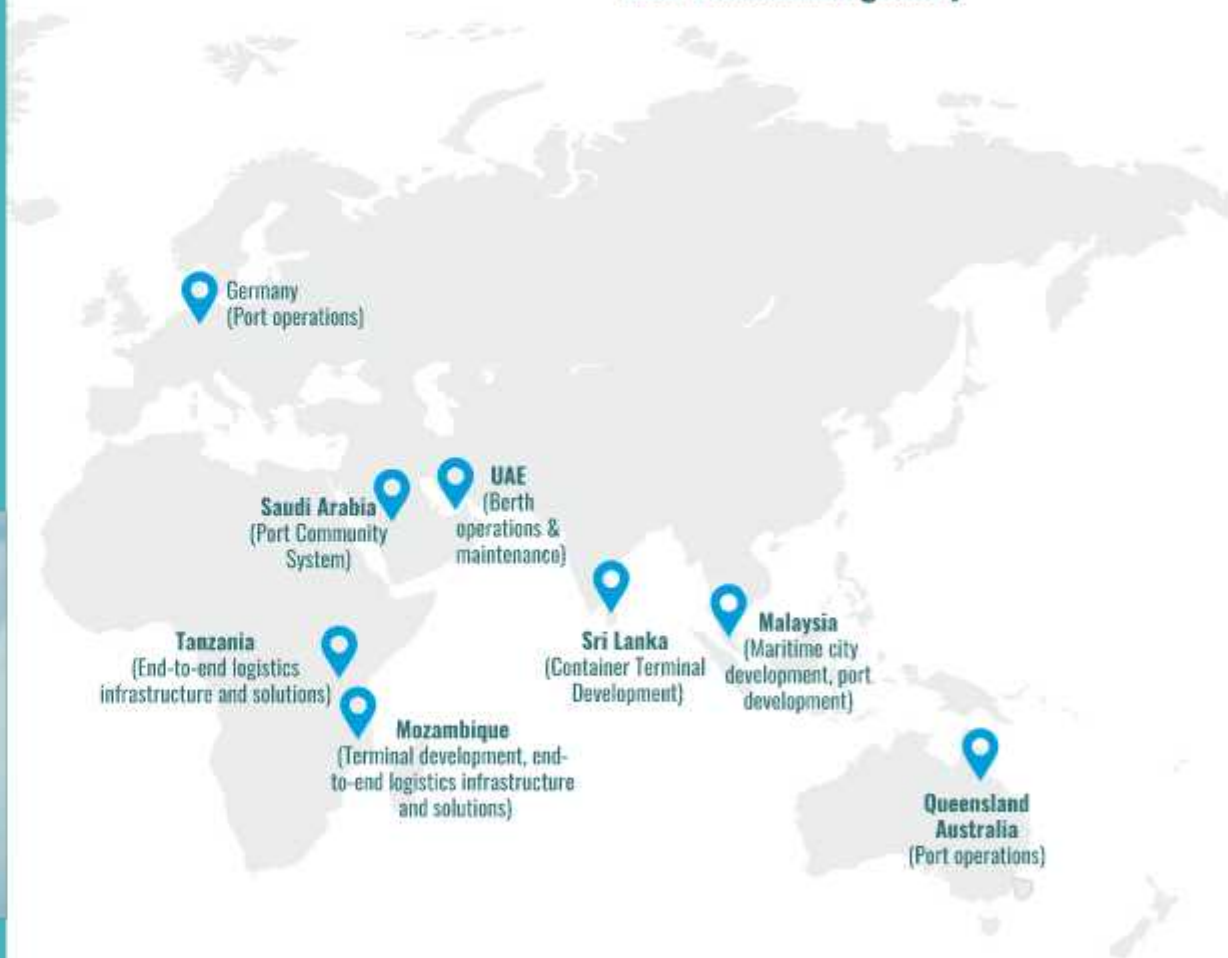 Germany
(Port operations)
UAE
(Berth
operations &
maintenance)
Saudi Arabia
(Port Community
System)
Tanzania
(End-to-end logistics
infrastructure and solutions)
Sri Lanka
(Container Terminal
Development)
Malaysia
(Maritime city
development, port
development)
Mozambique
(Terminal development, end-
to-end logistics infrastructure
and solutions)
Queensland
Australia
(Port operations)